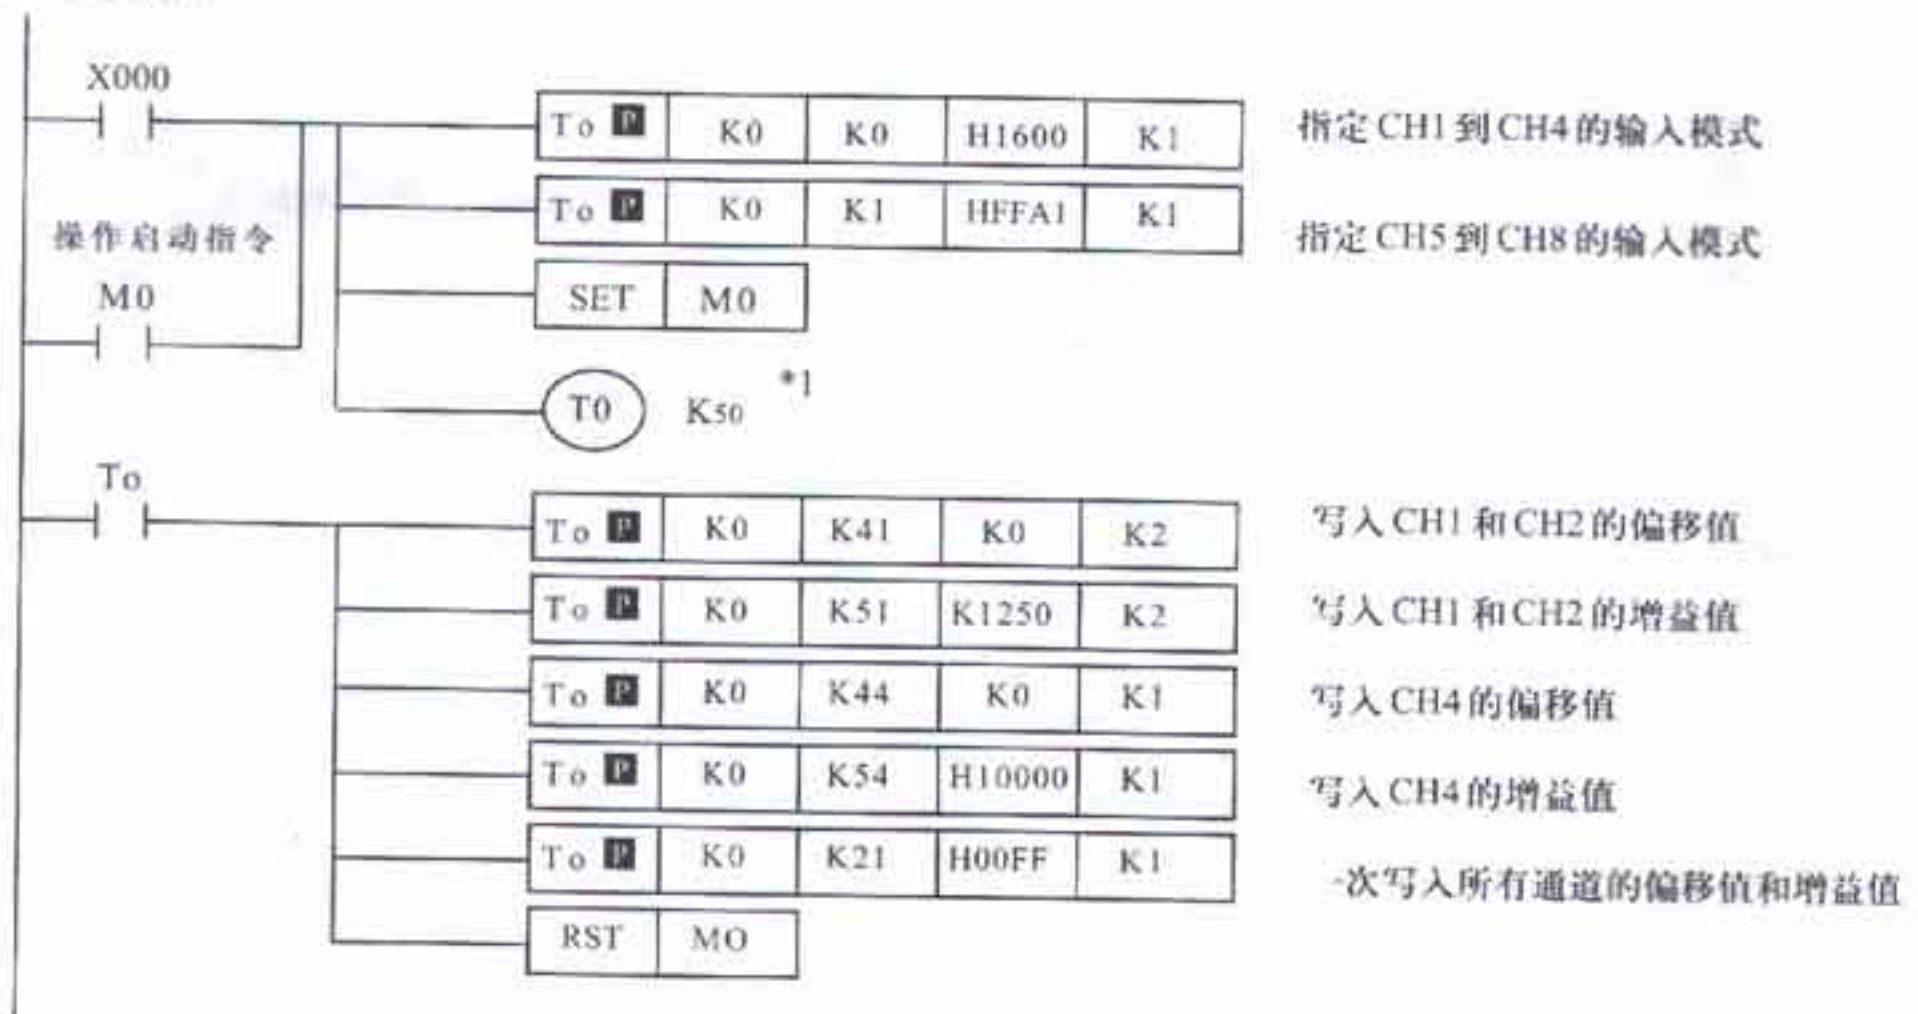 X000
To P K0 K0 H1600 K1 指定CH1到CH4的输入模式
To P K0 K1 HFFA1 K1 指定CH5到CH8的输入模式
操作启动指令
SET M0
M0
T0 K50 *1
To
To P K0 K41 K0 K2 写入CH1和CH2的偏移值
To P K0 K51 K1250 K2 写入CH1和CH2的增益值
To P K0 K44 K0 K1 写入CH4的偏移值
To P K0 K54 H10000 K1 写入CH4的增益值
To P K0 K21 H00FF K1 一次写入所有通道的偏移值和增益值
RST MO